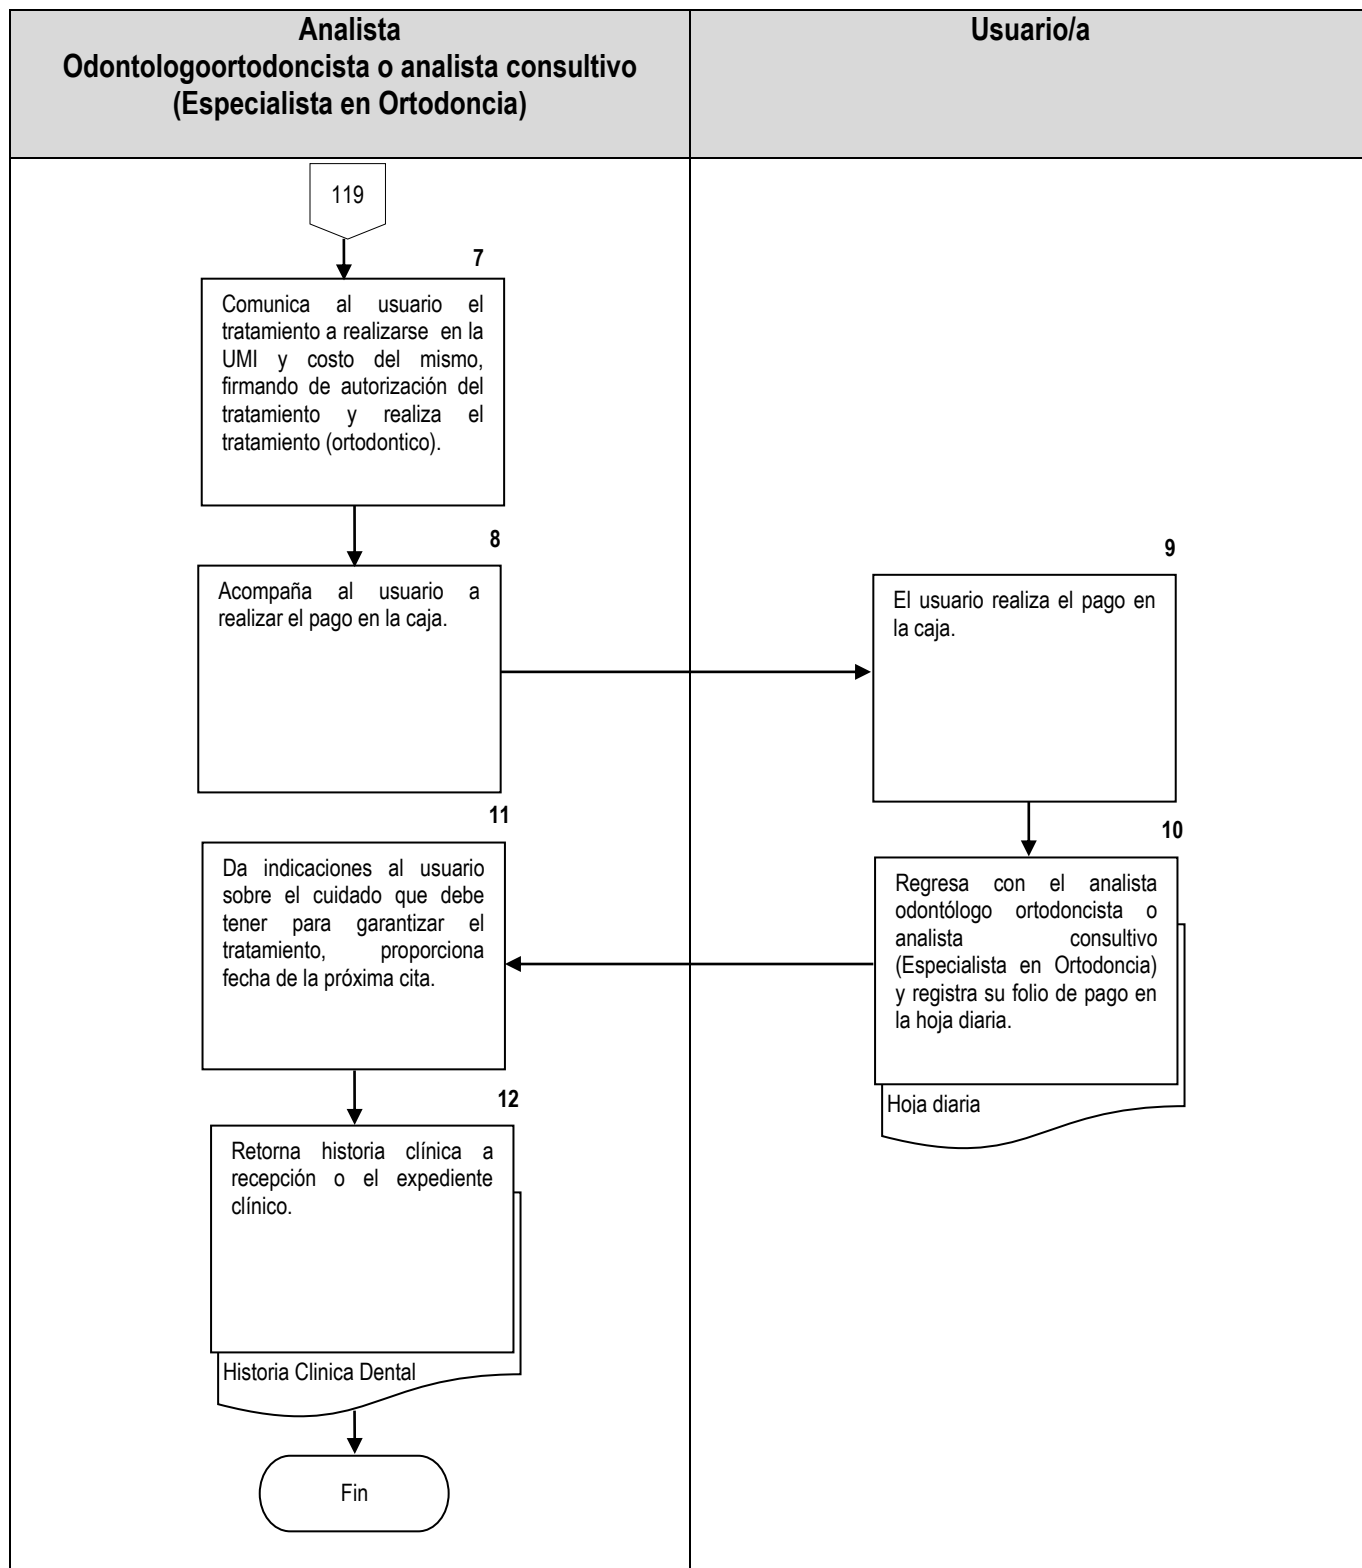 Analista
Odontologoortodoncista o analista consultivo
(Especialista en Ortodoncia)
Usuario/a
119
7
Comunica al usuario el
tratamiento a realizarse en la
UMI y costo del mismo,
firmando de autorización del
tratamiento y realiza el
tratamiento (ortodontico).
8
Acompaña al usuario a
realizar el pago en la caja.
9
El usuario realiza el pago en
la caja.
10
Regresa con el analista
odontólogo ortodoncista o
analista consultivo
(Especialista en Ortodoncia)
y registra su folio de pago en
la hoja diaria.
Hoja diaria
11
Da indicaciones al usuario
sobre el cuidado que debe
tener para garantizar el
tratamiento, proporciona
fecha de la próxima cita.
12
Retorna historia clínica a
recepción o el expediente
clínico.
Historia Clinica Dental
Fin